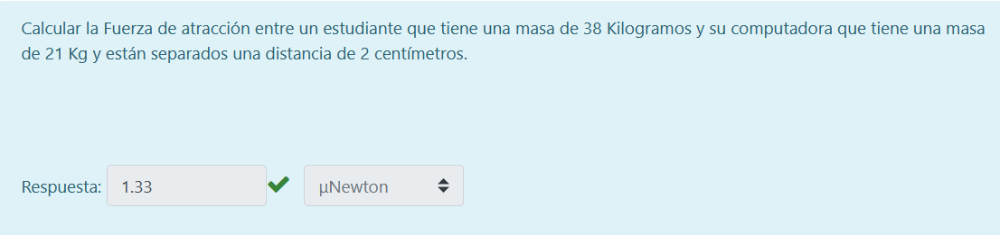 Calcular la Fuerza de atracción entre un estudiante que tiene una masa de 38 Kilogramos y su computadora que tiene una masa
de 21 Kg y están separados una distancia de 2 centímetros.
Respuesta: 1.33 µNewton